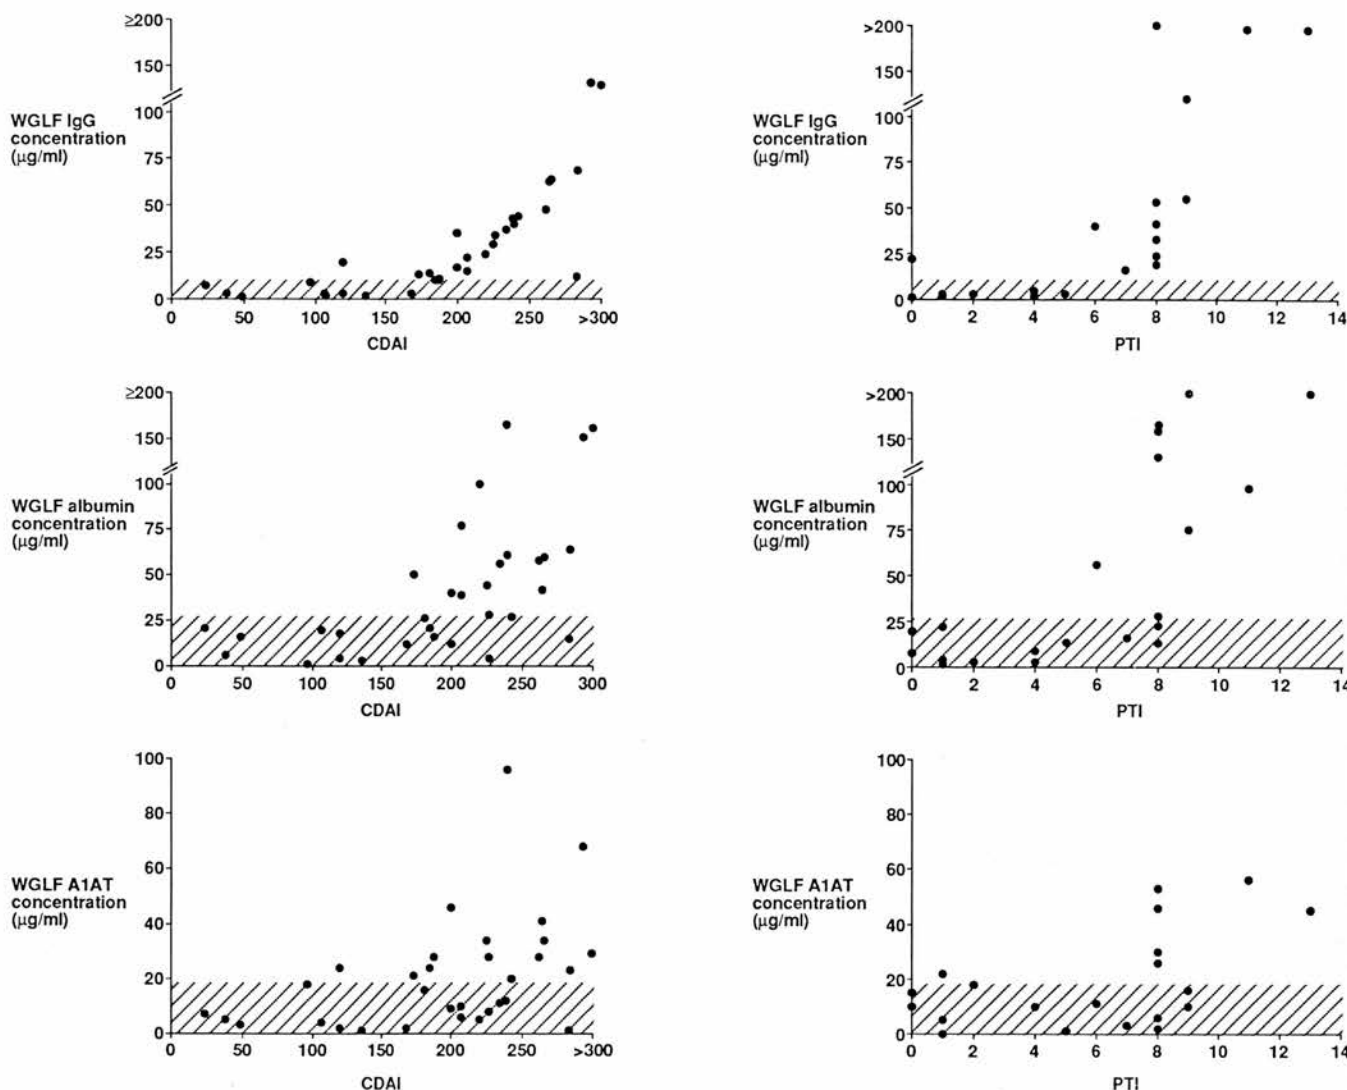 ≥200
150
100
75
50
25
0
WGLF IgG
concentration
(µg/ml)
0 50 100 150 200 250 >300
CDAI
>200
150
100
75
50
25
0
WGLF IgG
concentration
(µg/ml)
0 2 4 6 8 10 12 14
PTI
≥200
150
100
75
50
25
0
WGLF albumin
concentration
(µg/ml)
0 50 100 150 200 250 300
CDAI
>200
150
100
75
50
25
0
WGLF albumin
concentration
(µg/ml)
0 2 4 6 8 10 12 14
PTI
100
80
60
40
20
0
WGLF A1AT
concentration
(µg/ml)
0 50 100 150 200 250 >300
CDAI
100
80
60
40
20
0
WGLF A1AT
concentration
(µg/ml)
0 2 4 6 8 10 12 14
PTI